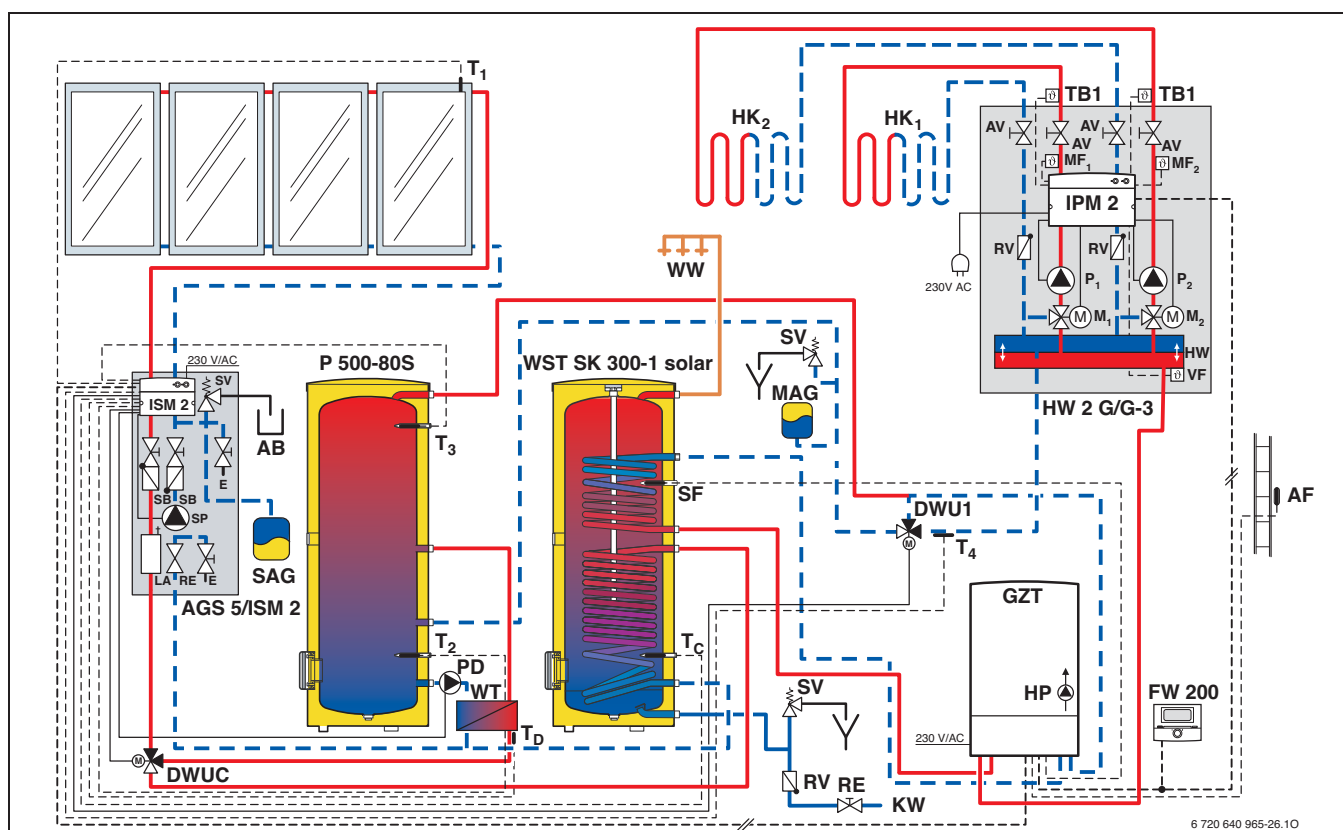 T1
HK2
HK1
TB1
TB1
AV
AV
AV
AV
MF1
MF2
IPM 2
RV
RV
230V AC
P1
P2
M
M1
M
M2
HW
VF
HW 2 G/G-3
WW
230 V/AC
ISM 2
SV
AB
E
SB
SB
SP
SAG
LA
RE
E
AGS 5/ISM 2
P 500-80S
T3
T2
PD
WT
TD
M
DWUC
WST SK 300-1 solar
SF
TC
SV
MAG
DWU1
M
T4
SV
RV
RE
KW
GZT
HP
230 V/AC
FW 200
AF
6 720 640 965-26.1O